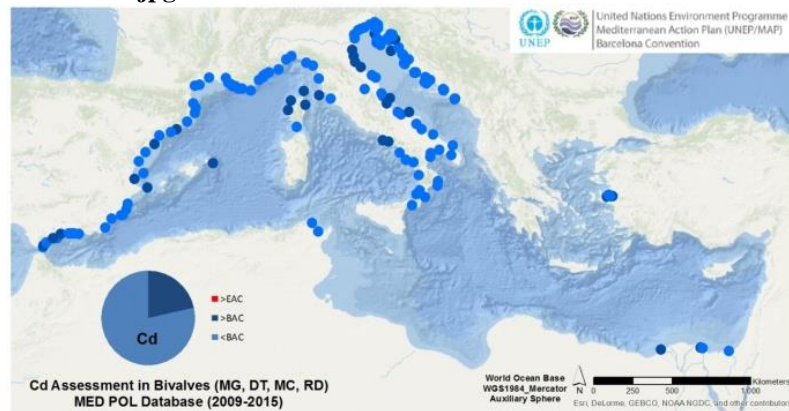 .jpg
UNEP
United Nations Environment Programme
Mediterranean Action Plan (UNEP/MAP)
Barcelona Convention
Cd
>EAC
>BAC
<BAC
Cd Assessment in Bivalves (MG, DT, MC, RD)
MED POL Database (2009-2015)
World Ocean Base
WGS1984_Mercator
Auxiliary Sphere
N
Kilometers
0 250 500 1,000
Esri, DeLorme, GEBCO, NOAA NGDC, and other contributors